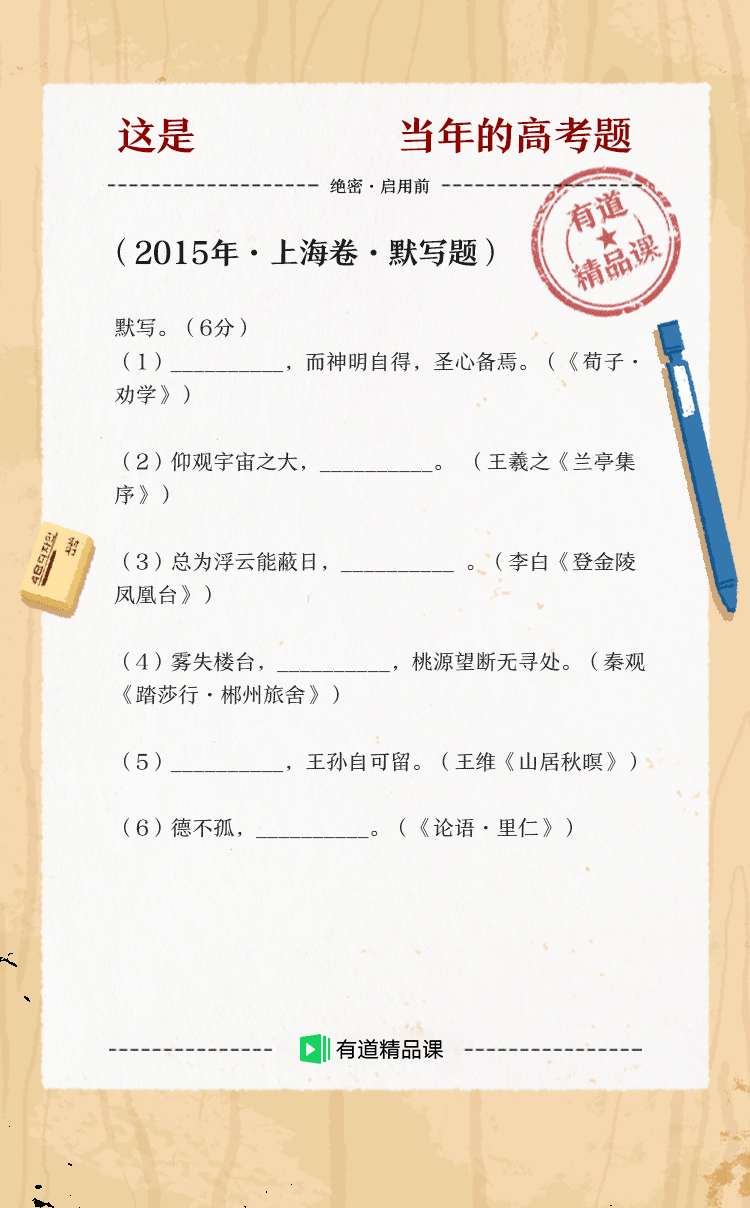 这是 当年的高考题
绝密·启用前
有道
精品课
（2015年·上海卷·默写题）
默写。（6分）
（1）__________，而神明自得，圣心备焉。（《荀子·
劝学》）
（2）仰观宇宙之大，__________。 （王羲之《兰亭集
序》）
（3）总为浮云能蔽日，__________ 。（李白《登金陵
凤凰台》）
（4）雾失楼台，__________，桃源望断无寻处。（秦观
《踏莎行·郴州旅舍》）
（5）__________，王孙自可留。（王维《山居秋暝》）
（6）德不孤，__________。（《论语·里仁》）
有道精品课